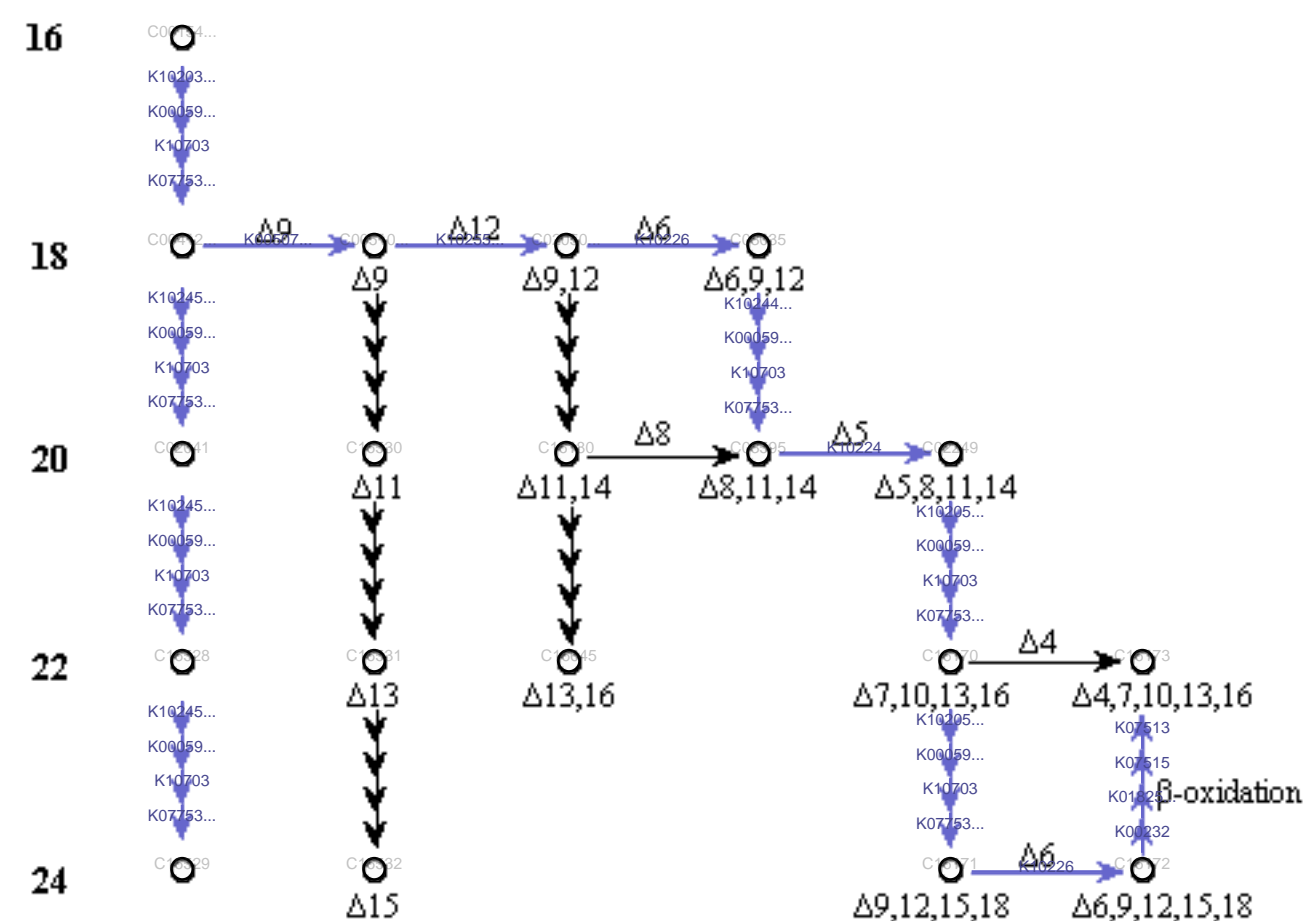 16
K10203...
K00059...
K10703
K07753...
18
Δ9
Δ12
K10253...
Δ6
K10226
Δ9
Δ9,12
Δ6,9,12
K10245...
K10244...
K00059...
K00059...
K10703
K10703
K07753...
K07753...
20
Δ8
Δ5
K10224
Δ11
Δ11,14
Δ8,11,14
Δ5,8,11,14
K10245...
K10205...
K00059...
K00059...
K10703
K10703
K07753...
K07753...
22
Δ4
Δ13
Δ13,16
Δ7,10,13,16
Δ4,7,10,13,16
K10245...
K10205...
K07513
K00059...
K00059...
K07515
K10703
K10703
K01825...
β-oxidation
K07753...
K07753...
K00232
24
Δ6
K10226
Δ15
Δ9,12,15,18
Δ6,9,12,15,18